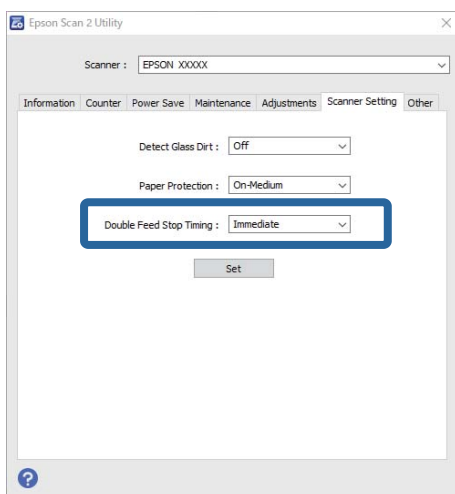 Epson Scan 2 Utility
Scanner : EPSON XXXXX
Information Counter Power Save Maintenance Adjustments Scanner Setting Other
Detect Glass Dirt : Off
Paper Protection : On-Medium
Double Feed Stop Timing : Immediate
Set
?